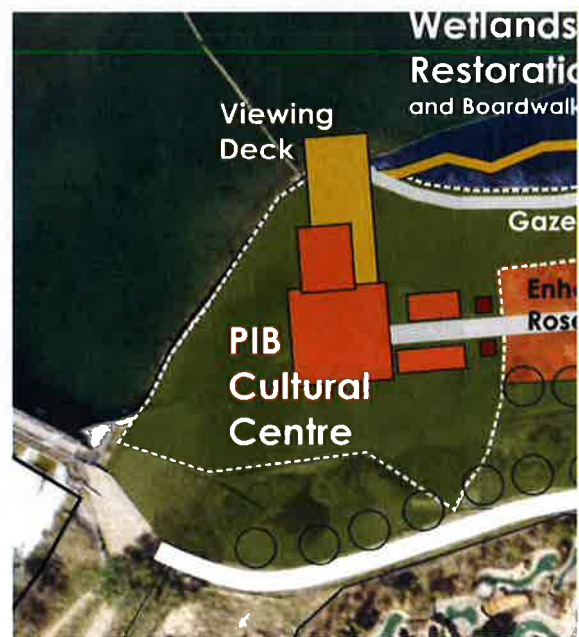 Wetlands
Restoratio
and Boardwalk
Viewing
Deck
Gaze
Enh
Rose
PIB
Cultural
Centre